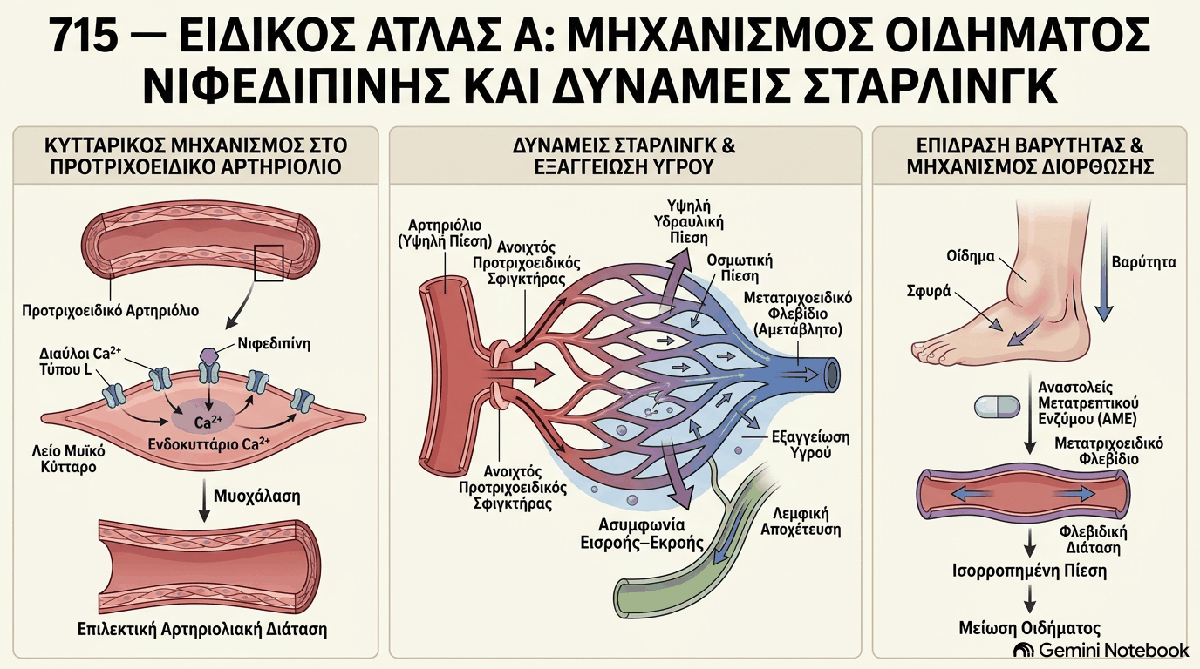 715 — ΕΙΔΙΚΟΣ ΑΤΛΑΣ Α: ΜΗΧΑΝΙΣΜΟΣ ΟΙΔΗΜΑΤΟΣ
ΝΙΦΕΔΙΠΙΝΗΣ ΚΑΙ ΔΥΝΑΜΕΙΣ ΣΤΑΡΛΙΝΓΚ
ΚΥΤΤΑΡΙΚΟΣ ΜΗΧΑΝΙΣΜΟΣ ΣΤΟ
ΠΡΟΤΡΙΧΟΕΙΔΙΚΟ ΑΡΤΗΡΙΟΛΙΟ
Προτριχοειδικό Αρτηριόλιο
Νιφεδιπίνη
Διαύλοι Ca²⁺
Τύπου L
Ca²⁺
Ενδοκυττάριο Ca²⁺
Λείο Μυϊκό
Κύτταρο
Μυοχάλαση
Επιλεκτική Αρτηριολιακή Διάταση
ΔΥΝΑΜΕΙΣ ΣΤΑΡΛΙΝΓΚ &
ΕΞΑΓΓΕΙΩΣΗ ΥΓΡΟΥ
Αρτηριόλιο
(Υψηλή Πίεση)
Ανοιχτός
Προτριχοειδικός
Σφιγκτήρας
Υψηλή
Υδραυλική
Πίεση
Οσμωτική
Πίεση
Μετατριχοειδικό
Φλεβίδιο
(Αμετάβλητο)
Εξαγγείωση
Υγρού
Ανοιχτός
Προτριχοειδικός
Σφιγκτήρας
Ασυμφωνία
Εισροής–Εκροής
Λεμφική
Αποχέτευση
ΕΠΙΔΡΑΣΗ ΒΑΡΥΤΗΤΑΣ &
ΜΗΧΑΝΙΣΜΟΣ ΔΙΟΡΘΩΣΗΣ
Οίδημα
Βαρύτητα
Σφυρά
Αναστολείς
Μετατρεπτικού
Ενζύμου (ΑΜΕ)
Μετατριχοειδικό
Φλεβίδιο
Φλεβιδική
Διάταση
Ισορροπημένη Πίεση
Μείωση Οιδήματος
Gemini Notebook